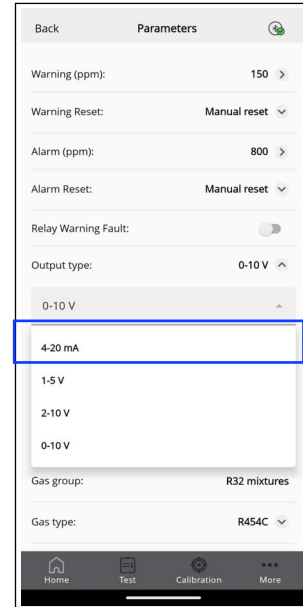 Back Parameters
Warning (ppm): 150
Warning Reset: Manual reset
Alarm (ppm): 800
Alarm Reset: Manual reset
Relay Warning Fault:
Output type: 0-10 V
0-10 V
4-20 mA
1-5 V
2-10 V
0-10 V
Gas group: R32 mixtures
Gas type: R454C
Home Test Calibration More